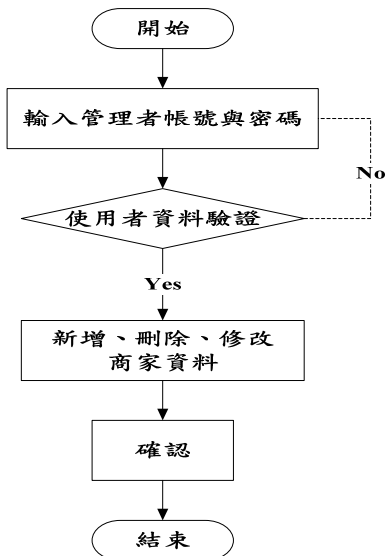 開始
輸入管理者帳號與密碼
No
使用者資料驗證
Yes
新增、刪除、修改
商家資料
確認
結束